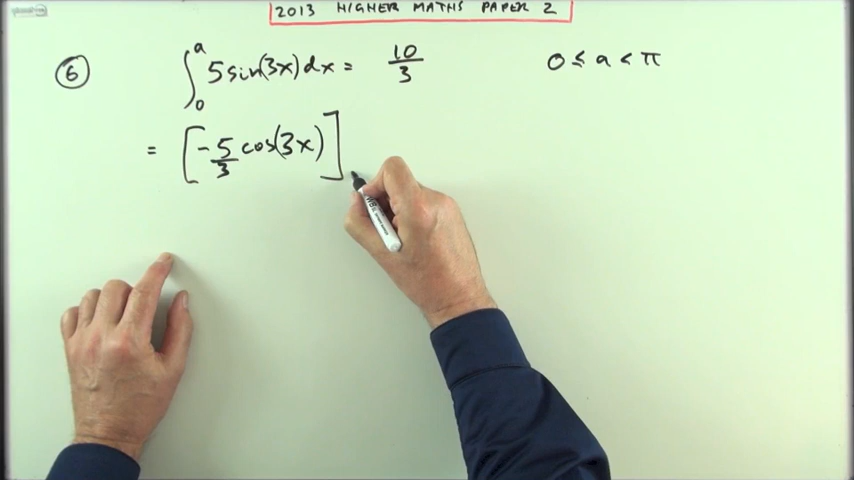 2013 HIGHER MATHS PAPER 2
6 ∫₀ᵃ 5sin(3x)dx = 10/3 0 ≤ a < π
= [-5/3 cos(3x)]